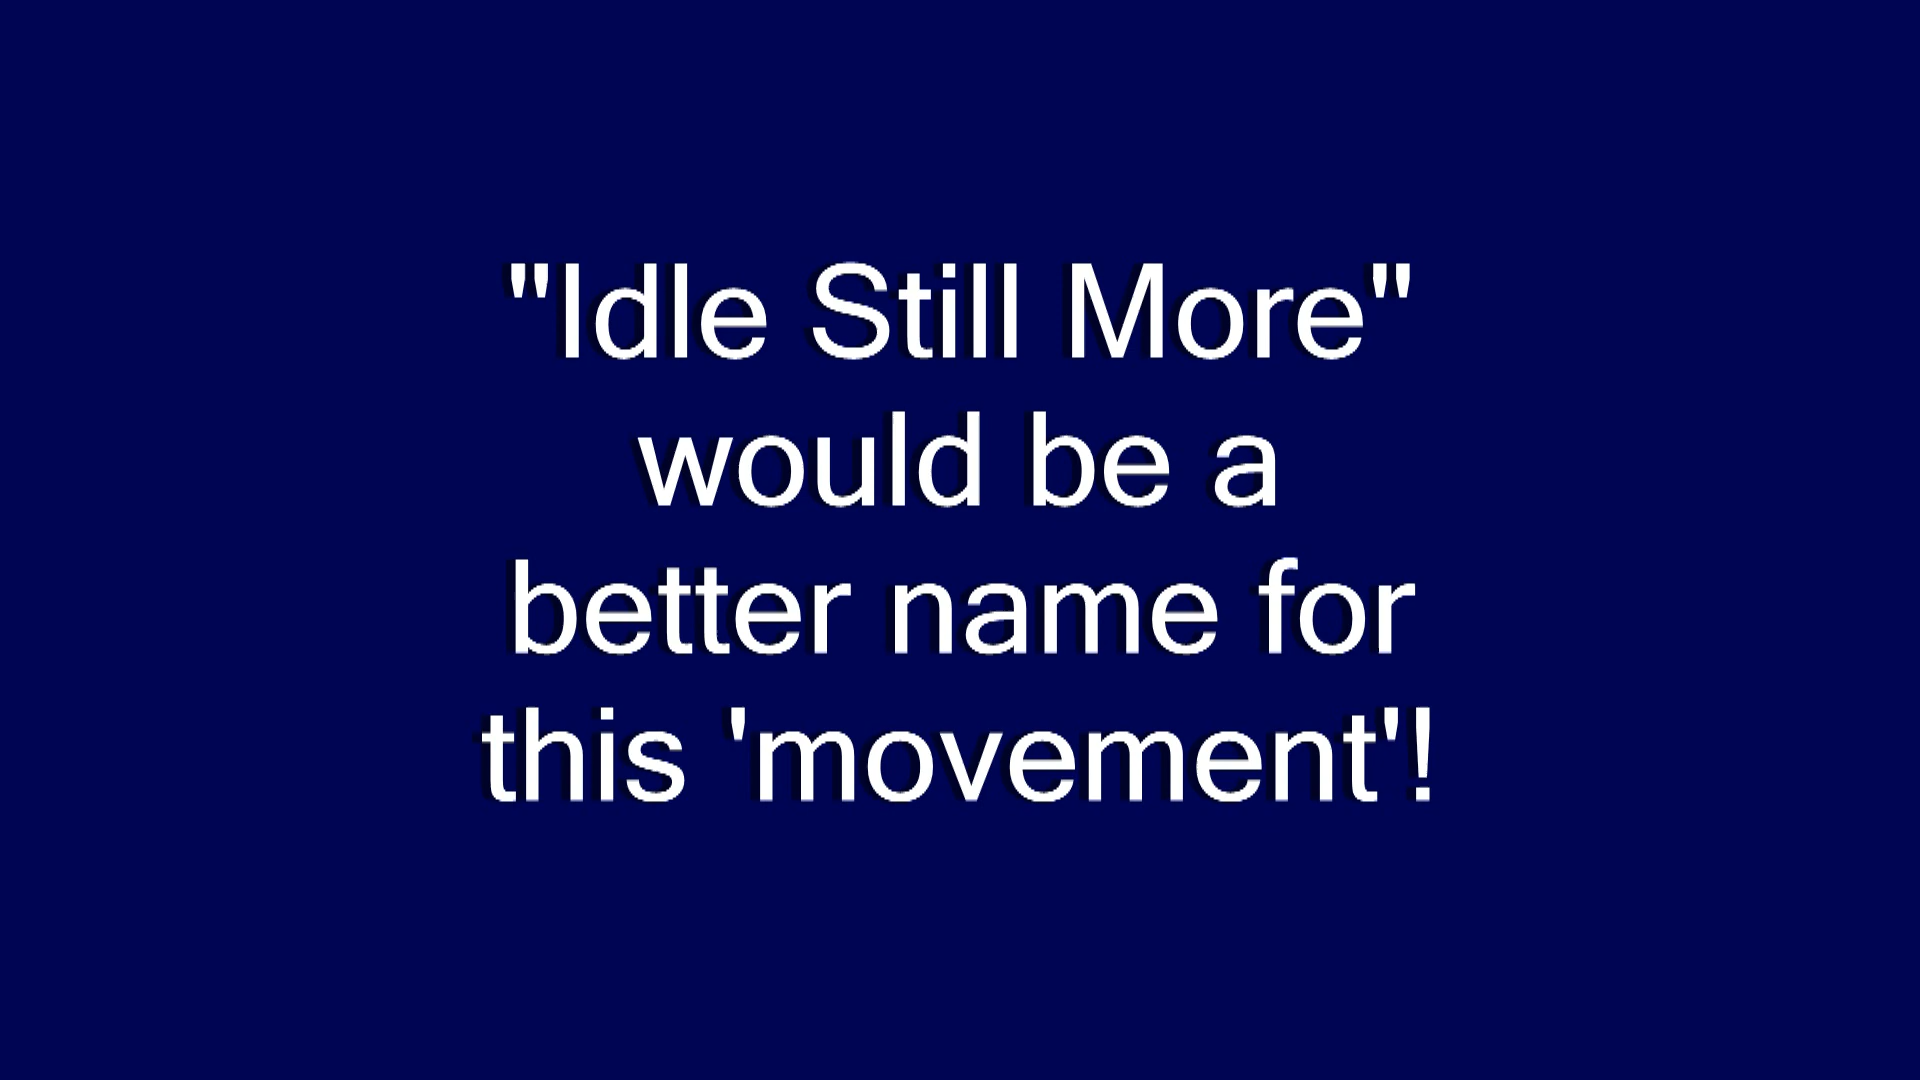 "Idle Still More"
would be a
better name for
this 'movement'!